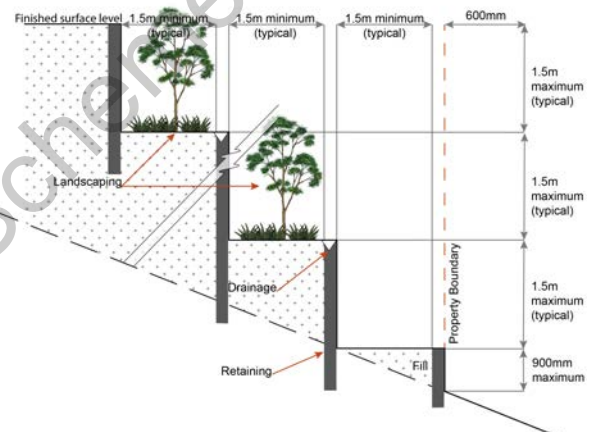 Finished surface level
1.5m minimum
(typical)
1.5m minimum
(typical)
1.5m minimum
(typical)
600mm
1.5m
maximum
(typical)
Landscaping
1.5m
maximum
(typical)
Drainage
Property Boundary
1.5m
maximum
(typical)
Retaining
Fill
900mm
maximum